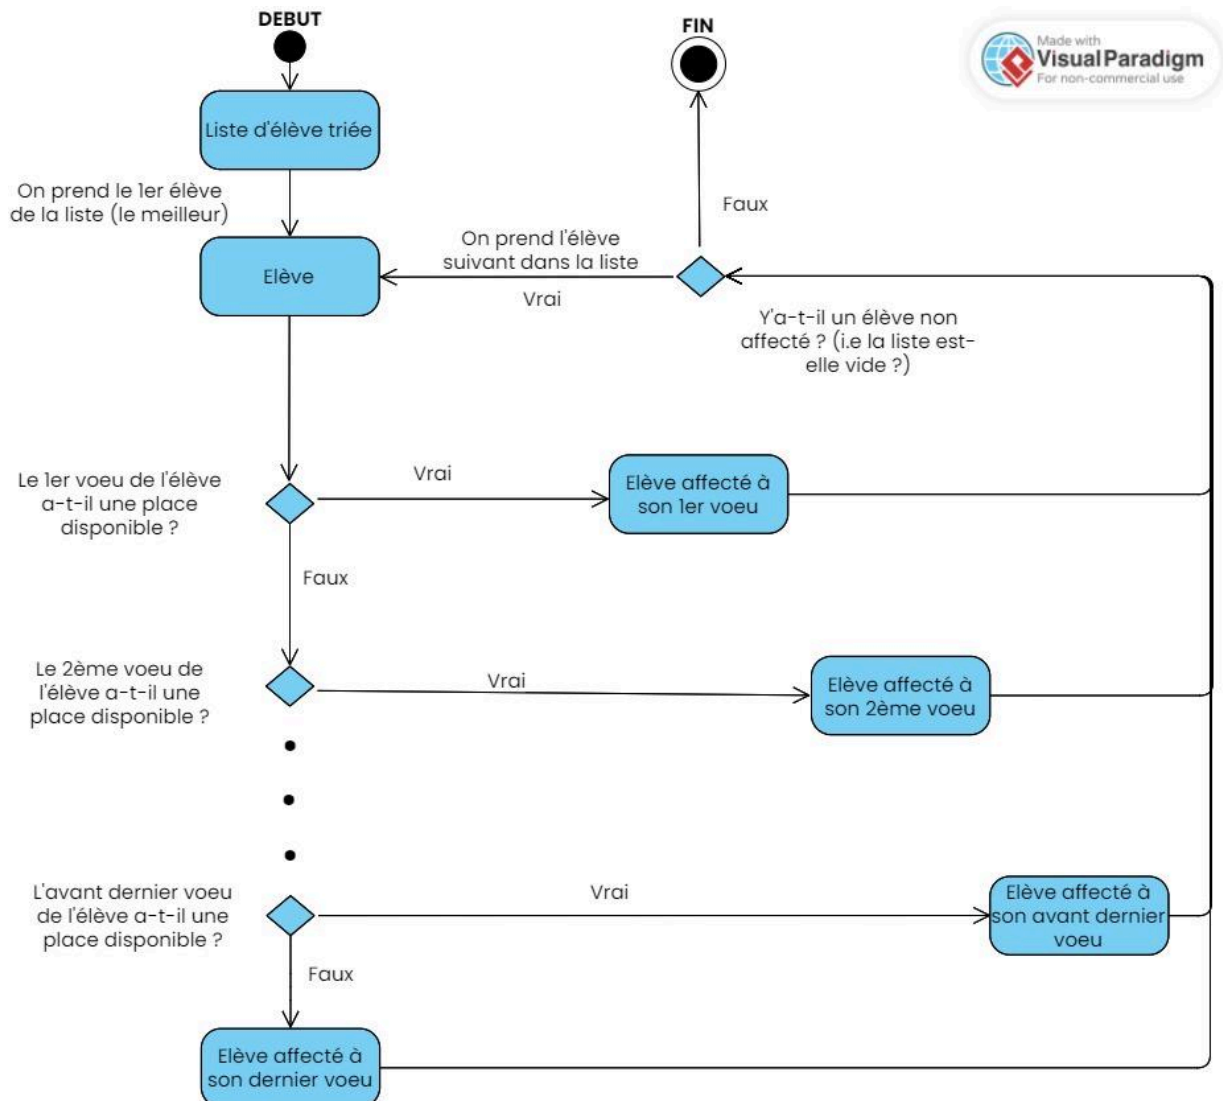 DEBUT
FIN
Made with
Visual Paradigm
For non-commercial use
Liste d'élève triée
On prend le 1er élève
de la liste (le meilleur)
Faux
On prend l'élève
suivant dans la liste
Elève
Vrai
Y'a-t-il un élève non
affecté ? (i.e la liste est-
elle vide ?)
Le 1er voeu de l'élève
a-t-il une place
disponible ?
Vrai
Elève affecté à
son 1er voeu
Faux
Le 2ème voeu de
l'élève a-t-il une
place disponible ?
Vrai
Elève affecté à
son 2ème voeu
L'avant dernier voeu
de l'élève a-t-il une
place disponible ?
Vrai
Elève affecté à
son avant dernier
voeu
Faux
Elève affecté à
son dernier voeu